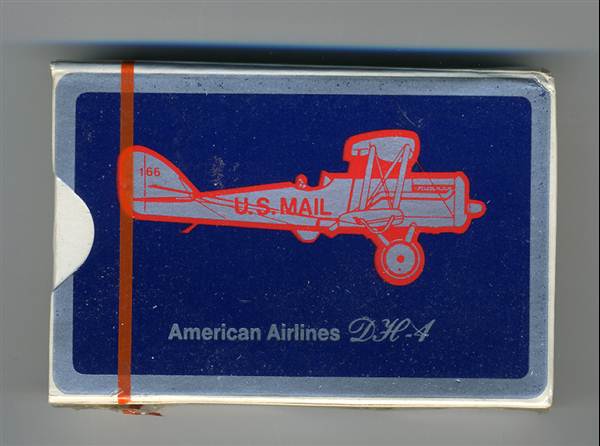 166
U.S. MAIL
American Airlines DH-4